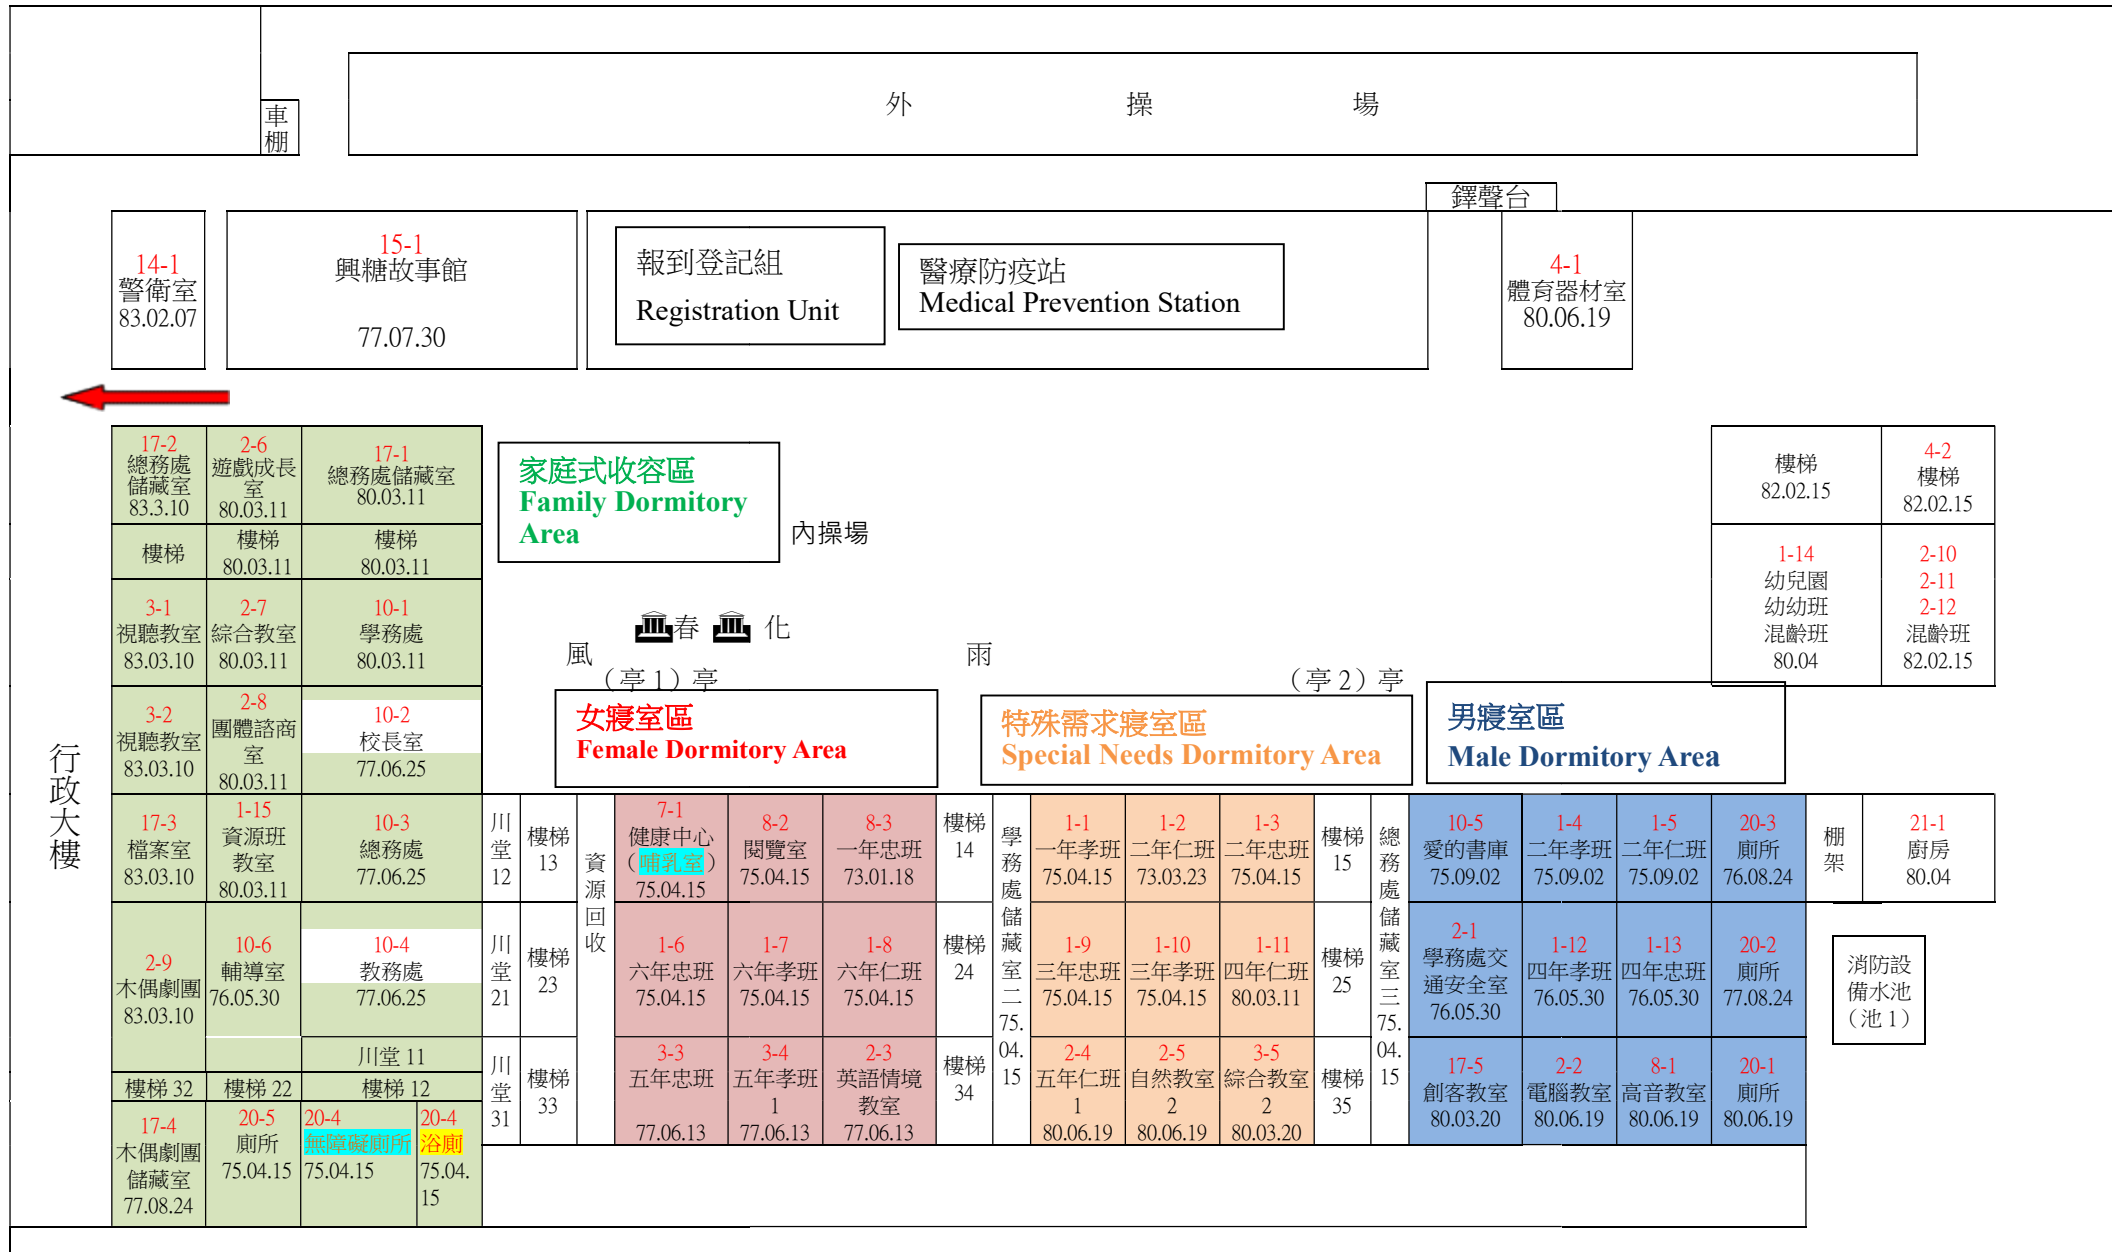 外 操 場
車
棚
鐸聲台
14-1
警衛室
83.02.07
15-1
興糖故事館
77.07.30
報到登記組
Registration Unit
醫療防疫站
Medical Prevention Station
4-1
體育器材室
80.06.19
17-2
總務處
儲藏室
83.3.10
2-6
遊戲成長
室
80.03.11
17-1
總務處儲藏室
80.03.11
家庭式收容區
Family Dormitory
Area
內操場
樓梯
82.02.15
4-2
樓梯
82.02.15
樓梯
樓梯
80.03.11
樓梯
80.03.11
3-1
視聽教室
83.03.10
2-7
綜合教室
80.03.11
10-1
學務處
80.03.11
1-14
幼兒園
幼幼班
混齡班
80.04
2-10
2-11
2-12
混齡班
82.02.15
春 化
風 雨
（亭 1）亭
（亭 2）亭
行政大樓
3-2
視聽教室
83.03.10
2-8
團體諮商
室
80.03.11
10-2
校長室
77.06.25
女寢室區
Female Dormitory Area
特殊需求寢室區
Special Needs Dormitory Area
男寢室區
Male Dormitory Area
17-3
檔案室
83.03.10
1-15
資源班
教室
80.03.11
10-3
總務處
77.06.25
川
堂
12
樓梯
13
資
源
回
收
7-1
健康中心
（哺乳室）
75.04.15
8-2
閱覽室
75.04.15
8-3
一年忠班
73.01.18
樓梯
14
學
務
處
儲
藏
室
二
75.
04.
15
1-1
一年孝班
75.04.15
1-2
二年仁班
73.03.23
1-3
二年忠班
75.04.15
樓梯
15
總
務
處
儲
藏
室
三
75.
04.
15
10-5
愛的書庫
75.09.02
1-4
二年孝班
75.09.02
1-5
二年仁班
75.09.02
20-3
廁所
76.08.24
棚
架
21-1
廚房
80.04
2-9
木偶劇團
83.03.10
10-6
輔導室
76.05.30
10-4
教務處
77.06.25
川
堂
21
樓梯
23
1-6
六年忠班
75.04.15
1-7
六年孝班
75.04.15
1-8
六年仁班
75.04.15
樓梯
24
1-9
三年忠班
75.04.15
1-10
三年孝班
75.04.15
1-11
四年仁班
80.03.11
樓梯
25
2-1
學務處交
通安全室
76.05.30
1-12
四年孝班
76.05.30
1-13
四年忠班
76.05.30
20-2
廁所
77.08.24
消防設
備水池
（池 1）
川堂 11
樓梯 32
樓梯 22
樓梯 12
川
堂
31
樓梯
33
3-3
五年忠班
77.06.13
3-4
五年孝班
1
77.06.13
2-3
英語情境
教室
77.06.13
樓梯
34
2-4
五年仁班
1
80.06.19
2-5
自然教室
2
80.06.19
3-5
綜合教室
2
80.03.20
樓梯
35
17-5
創客教室
80.03.20
2-2
電腦教室
80.06.19
8-1
高音教室
80.06.19
20-1
廁所
80.06.19
17-4
木偶劇團
儲藏室
77.08.24
20-5
廁所
75.04.15
20-4
無障礙廁所
75.04.15
20-4
浴廁
75.04.
15